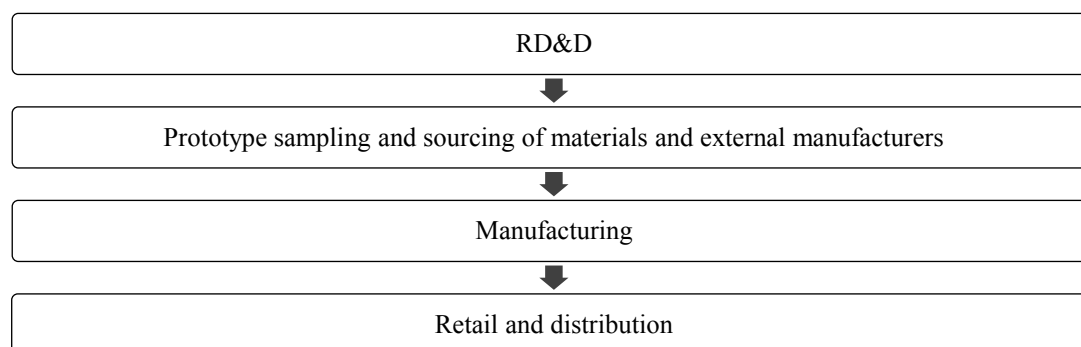 RD&D
Prototype sampling and sourcing of materials and external manufacturers
Manufacturing
Retail and distribution